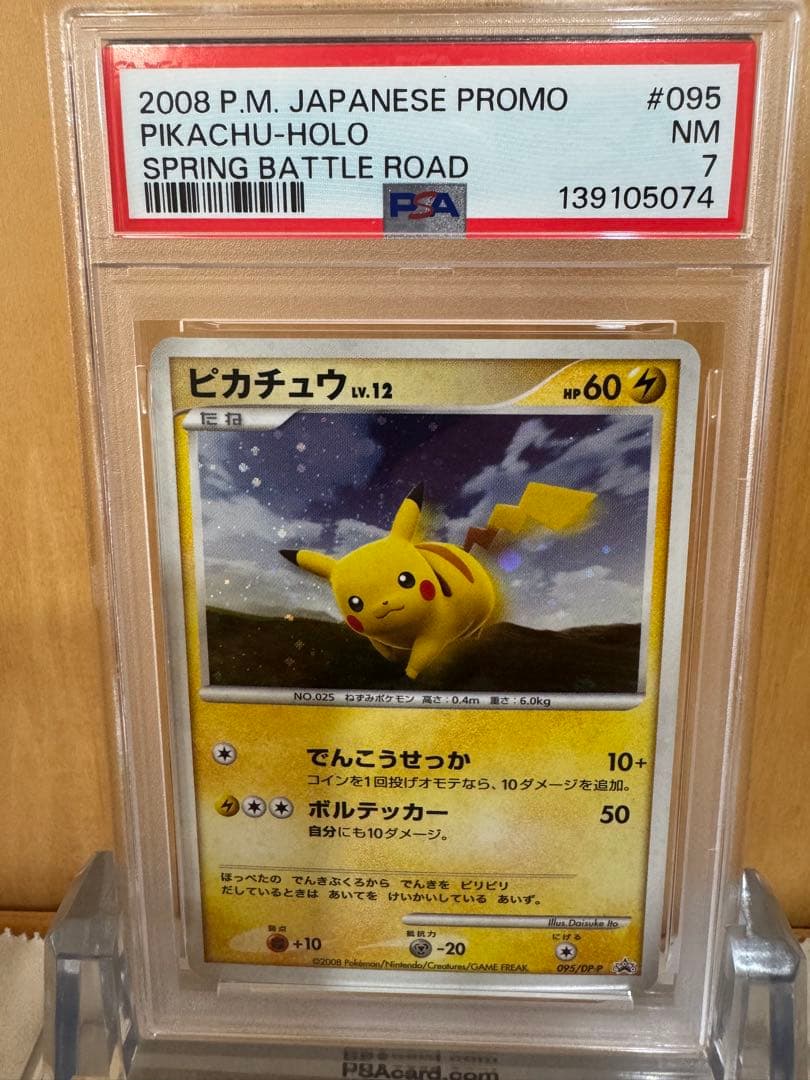 2008 P.M. JAPANESE PROMO #095
PIKACHU-HOLO NM
SPRING BATTLE ROAD 7
PSA 139105074
ピカチュウ LV.12 HP60
たね
NO.025 ねずみポケモン 高さ:0.4m 重さ:6.0kg
でんこうせっか 10+
コインを1回投げオモテなら、10ダメージを追加。
ボルテッカー 50
自分にも10ダメージ。
ほっぺたの でんきぶくろから でんきを ビリビリ
だしているときは あいてを けいかいしている あいず。
Illus.Daisuke Ito
弱点 抵抗力 にげる
+10 -20
©2008 Pokémon/Nintendo/Creatures/GAME FREAK. 095/DP-P
PSAcard.com